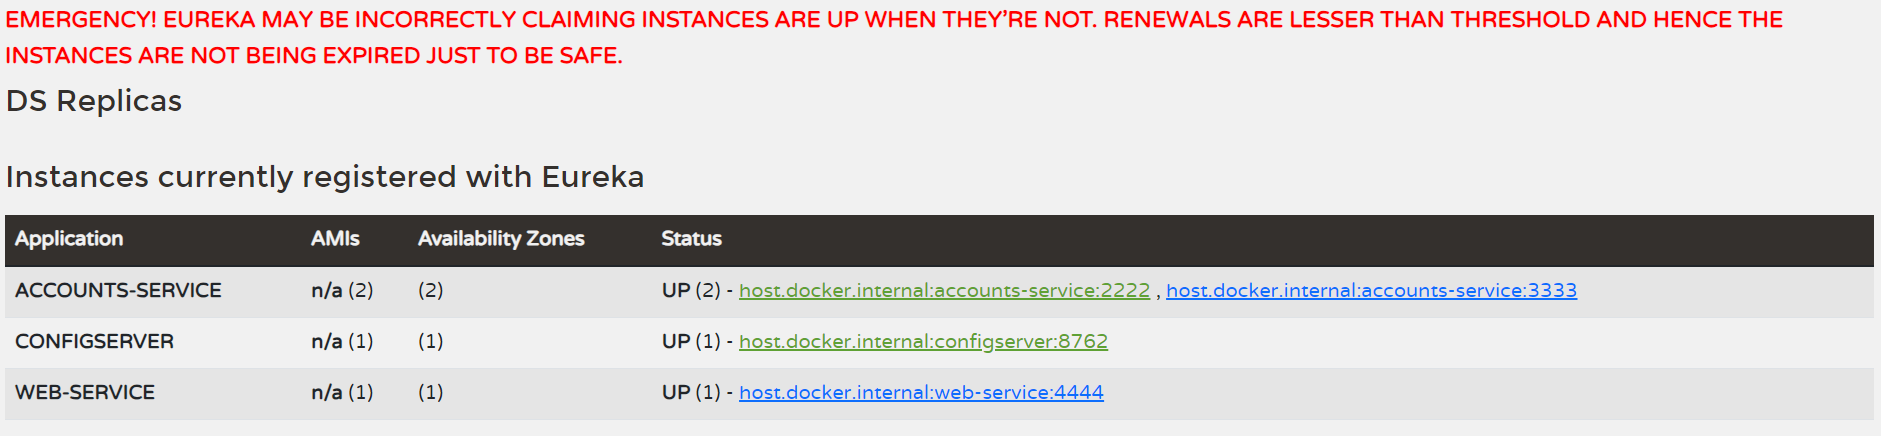 EMERGENCY! EUREKA MAY BE INCORRECTLY CLAIMING INSTANCES ARE UP WHEN THEY'RE NOT. RENEWALS ARE LESSER THAN THRESHOLD AND HENCE THE
INSTANCES ARE NOT BEING EXPIRED JUST TO BE SAFE.
DS Replicas
Instances currently registered with Eureka
Application AMIs Availability Zones Status
ACCOUNTS-SERVICE n/a (2) (2) UP (2) - host.docker.internal:accounts-service:2222 , host.docker.internal:accounts-service:3333
CONFIGSERVER n/a (1) (1) UP (1) - host.docker.internal:configserver:8762
WEB-SERVICE n/a (1) (1) UP (1) - host.docker.internal:web-service:4444